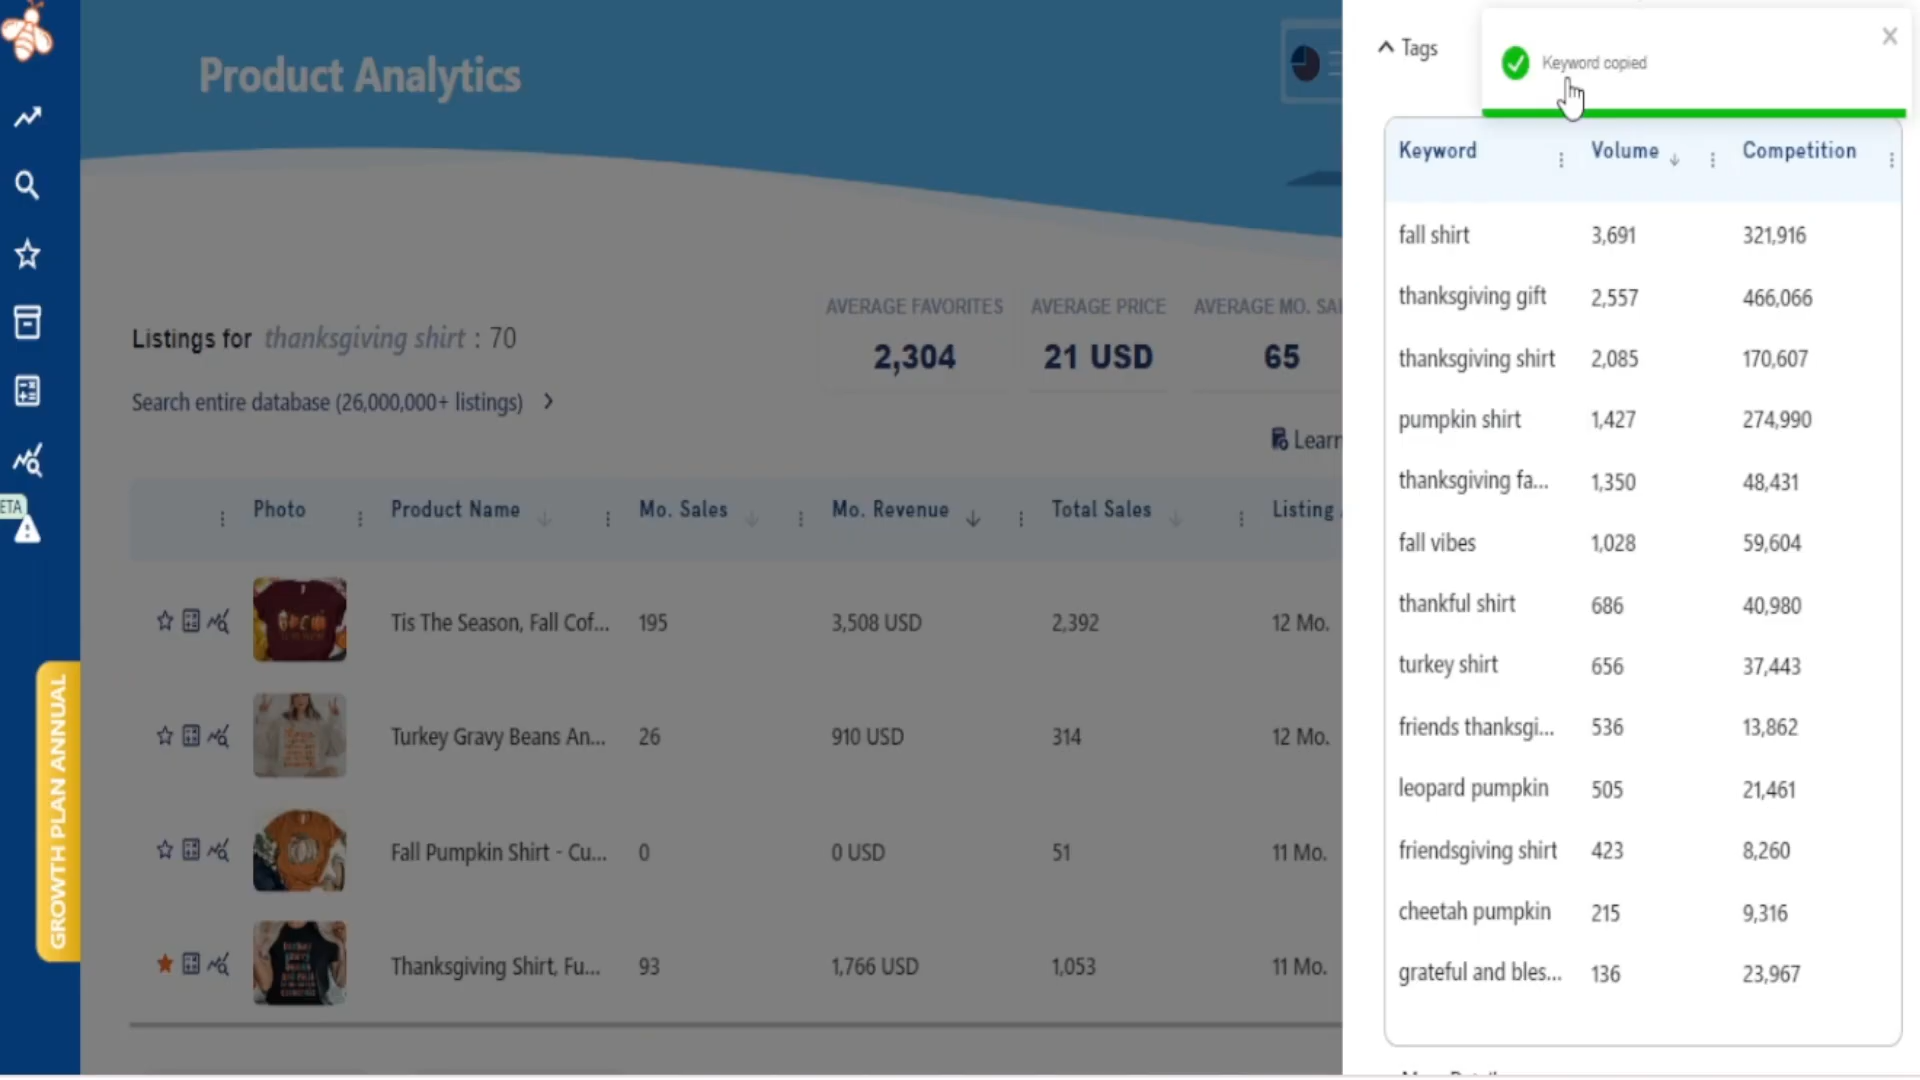 Product Analytics
Listings for thanksgiving shirt : 70
Search entire database (26,000,000+ listings) >
AVERAGE FAVORITES
2,304
AVERAGE PRICE
21 USD
AVERAGE MO. SAL
65
Learn
Photo Product Name Mo. Sales Mo. Revenue Total Sales Listing
Tis The Season, Fall Cof... 195 3,508 USD 2,392 12 Mo.
Turkey Gravy Beans An... 26 910 USD 314 12 Mo.
Fall Pumpkin Shirt - Cu... 0 0 USD 51 11 Mo.
Thanksgiving Shirt, Fu... 93 1,766 USD 1,053 11 Mo.
ETA
GROWTH PLAN ANNUAL
Tags
Keyword copied
Keyword Volume Competition
fall shirt 3,691 321,916
thanksgiving gift 2,557 466,066
thanksgiving shirt 2,085 170,607
pumpkin shirt 1,427 274,990
thanksgiving fa... 1,350 48,431
fall vibes 1,028 59,604
thankful shirt 686 40,980
turkey shirt 656 37,443
friends thanksgi... 536 13,862
leopard pumpkin 505 21,461
friendsgiving shirt 423 8,260
cheetah pumpkin 215 9,316
grateful and bles... 136 23,967